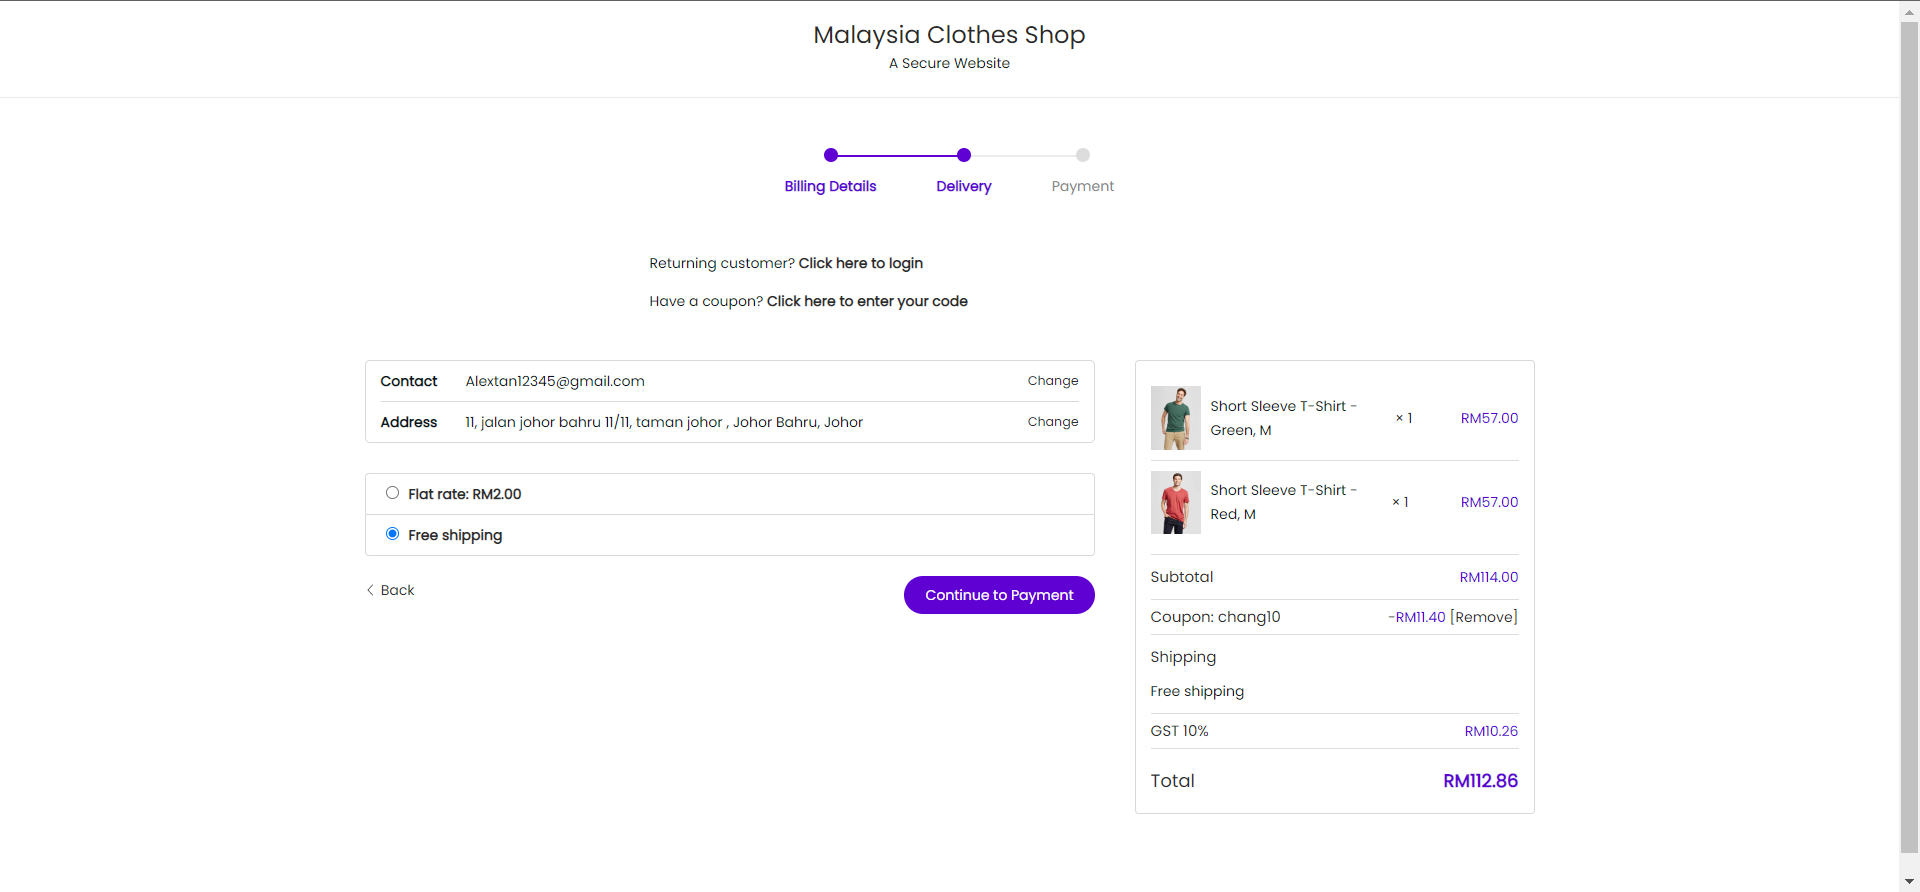 Malaysia Clothes Shop
A Secure Website
Billing Details
Delivery
Payment
Returning customer? Click here to login
Have a coupon? Click here to enter your code
Contact Alextan12345@gmail.com Change
Address 11, jalan johor bahru 11/11, taman johor , Johor Bahru, Johor Change
Flat rate: RM2.00
Free shipping
Back
Continue to Payment
Short Sleeve T-Shirt -
Green, M
× 1
RM57.00
Short Sleeve T-Shirt -
Red, M
× 1
RM57.00
Subtotal RM114.00
Coupon: chang10 -RM11.40 [Remove]
Shipping
Free shipping
GST 10% RM10.26
Total RM112.86